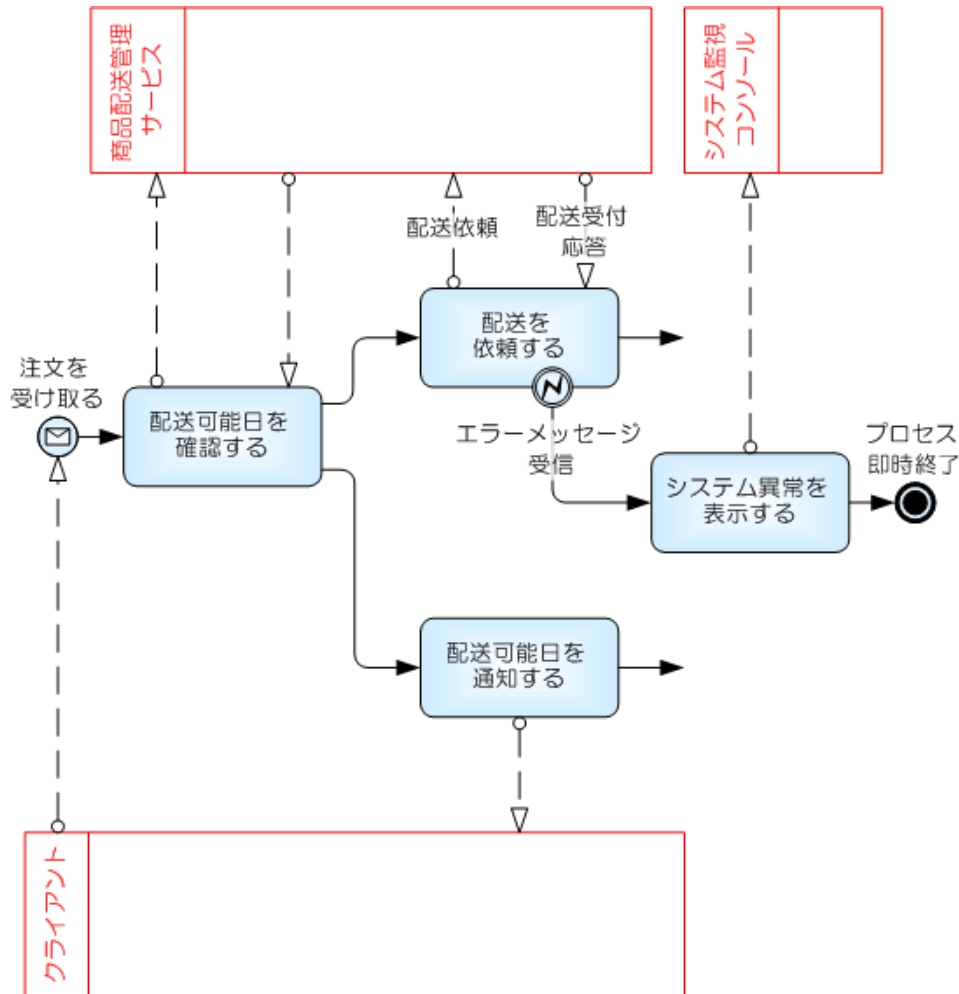 商品配送管理
サービス
システム監視
コンソール
配送依頼
配送受付
応答
配送を
依頼する
注文を
受け取る
配送可能日を
確認する
エラーメッセージ
受信
プロセス
即時終了
システム異常を
表示する
配送可能日を
通知する
クライアント